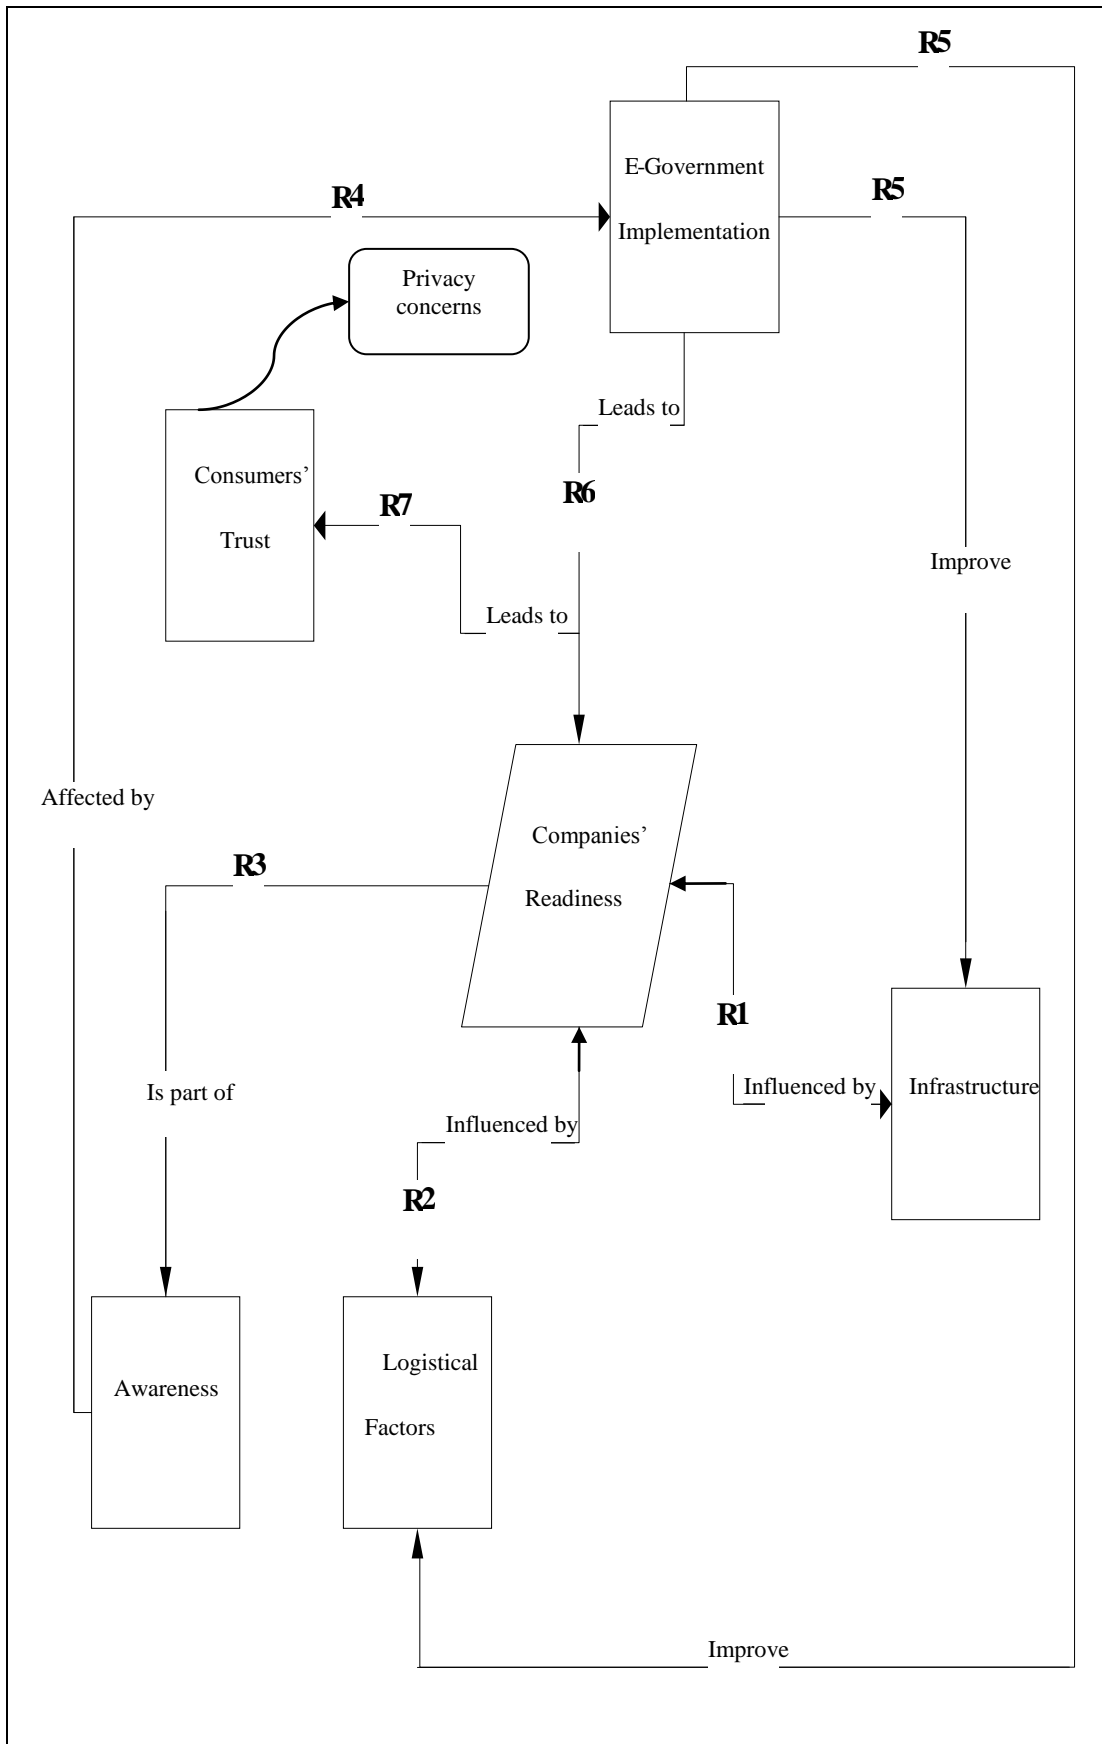 R5
E-Government
Implementation
R5
R4
Privacy
concerns
Leads to
Consumers’
Trust
R6
R7
Improve
Leads to
Affected by
Companies’
Readiness
R3
R1
Is part of
Influenced by
Infrastructure
Influenced by
R2
Awareness
Logistical
Factors
Improve